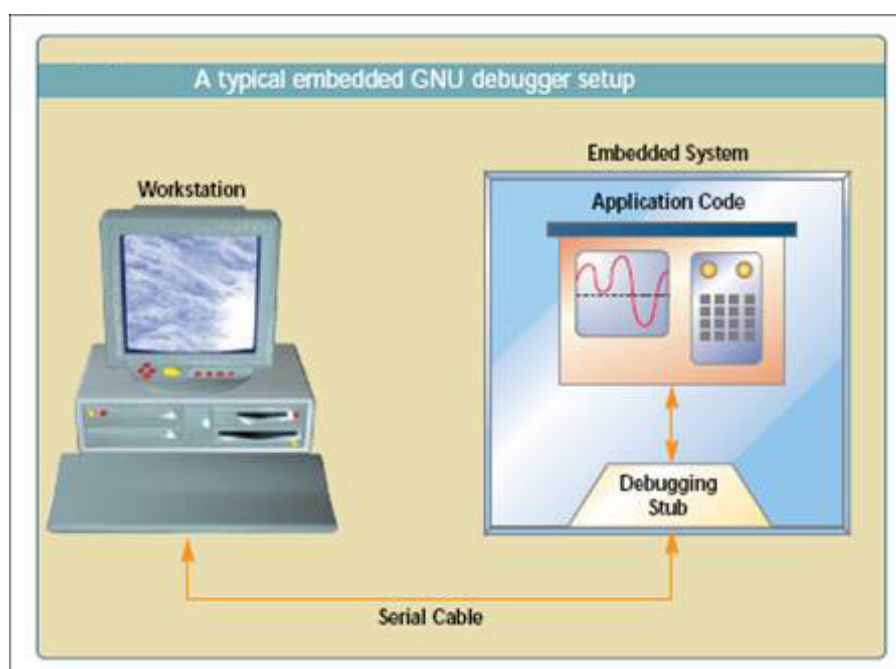 A typical embedded GNU debugger setup
Embedded System
Workstation
Application Code
Debugging
Stub
Serial Cable